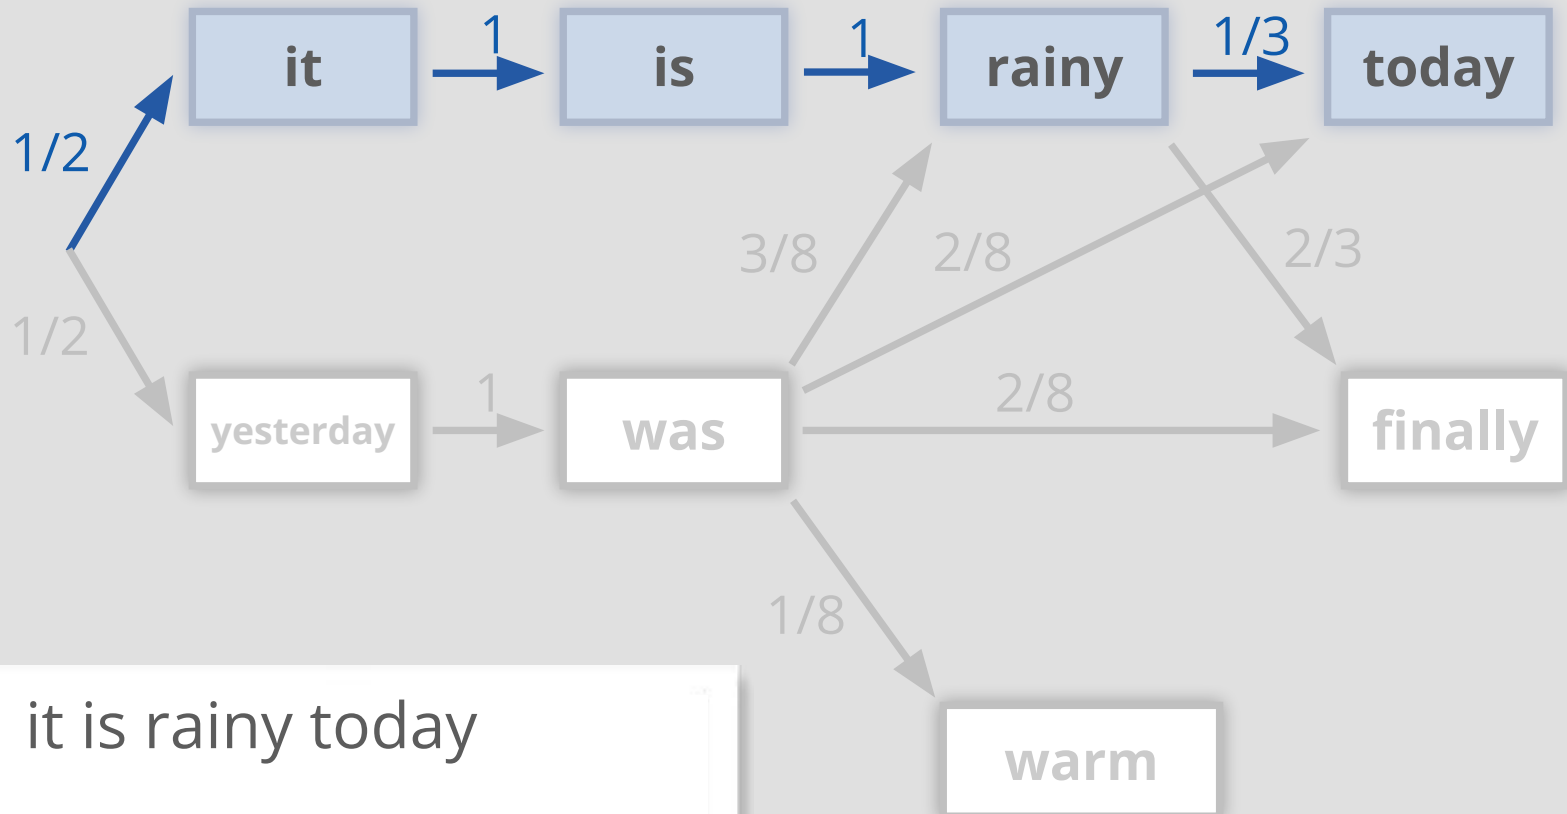 it 1 is 1 rainy 1/3 today
1/2
3/8 2/8 2/3
1/2
yesterday 1 was 2/8 finally
1/8
it is rainy today
warm